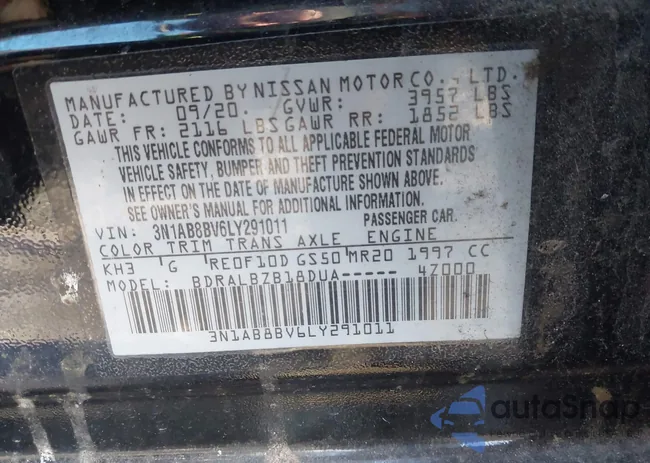 MANUFACTURED BY NISSAN MOTOR CO., LTD.
DATE: 09/20. GVWR: 3957 LBS
GAWR FR: 2116 LBS GAWR RR: 1852 LBS
THIS VEHICLE CONFORMS TO ALL APPLICABLE FEDERAL MOTOR
VEHICLE SAFETY, BUMPER AND THEFT PREVENTION STANDARDS
IN EFFECT ON THE DATE OF MANUFACTURE SHOWN ABOVE.
SEE OWNER'S MANUAL FOR ADDITIONAL INFORMATION.
VIN: 3N1AB8BV6LY291011 PASSENGER CAR.
COLOR TRIM TRANS AXLE ENGINE
KH3 G RE0F10D GS50 MR20 1997 CC
MODEL: BDRALBZB18DUA----- 4Z000
3N1AB8BV6LY291011
autoSnap